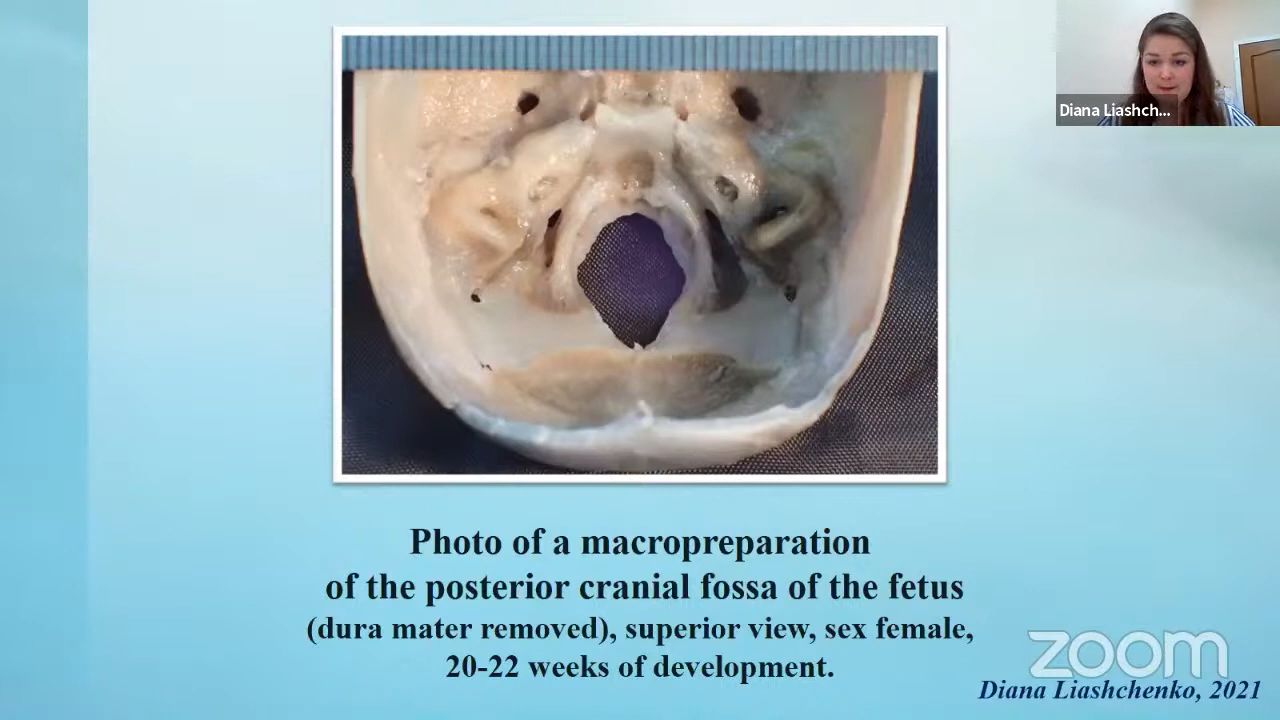 Diana Liashch...
Photo of a macropreparation
of the posterior cranial fossa of the fetus
(dura mater removed), superior view, sex female,
20-22 weeks of development.
zoom
Diana Liashchenko, 2021